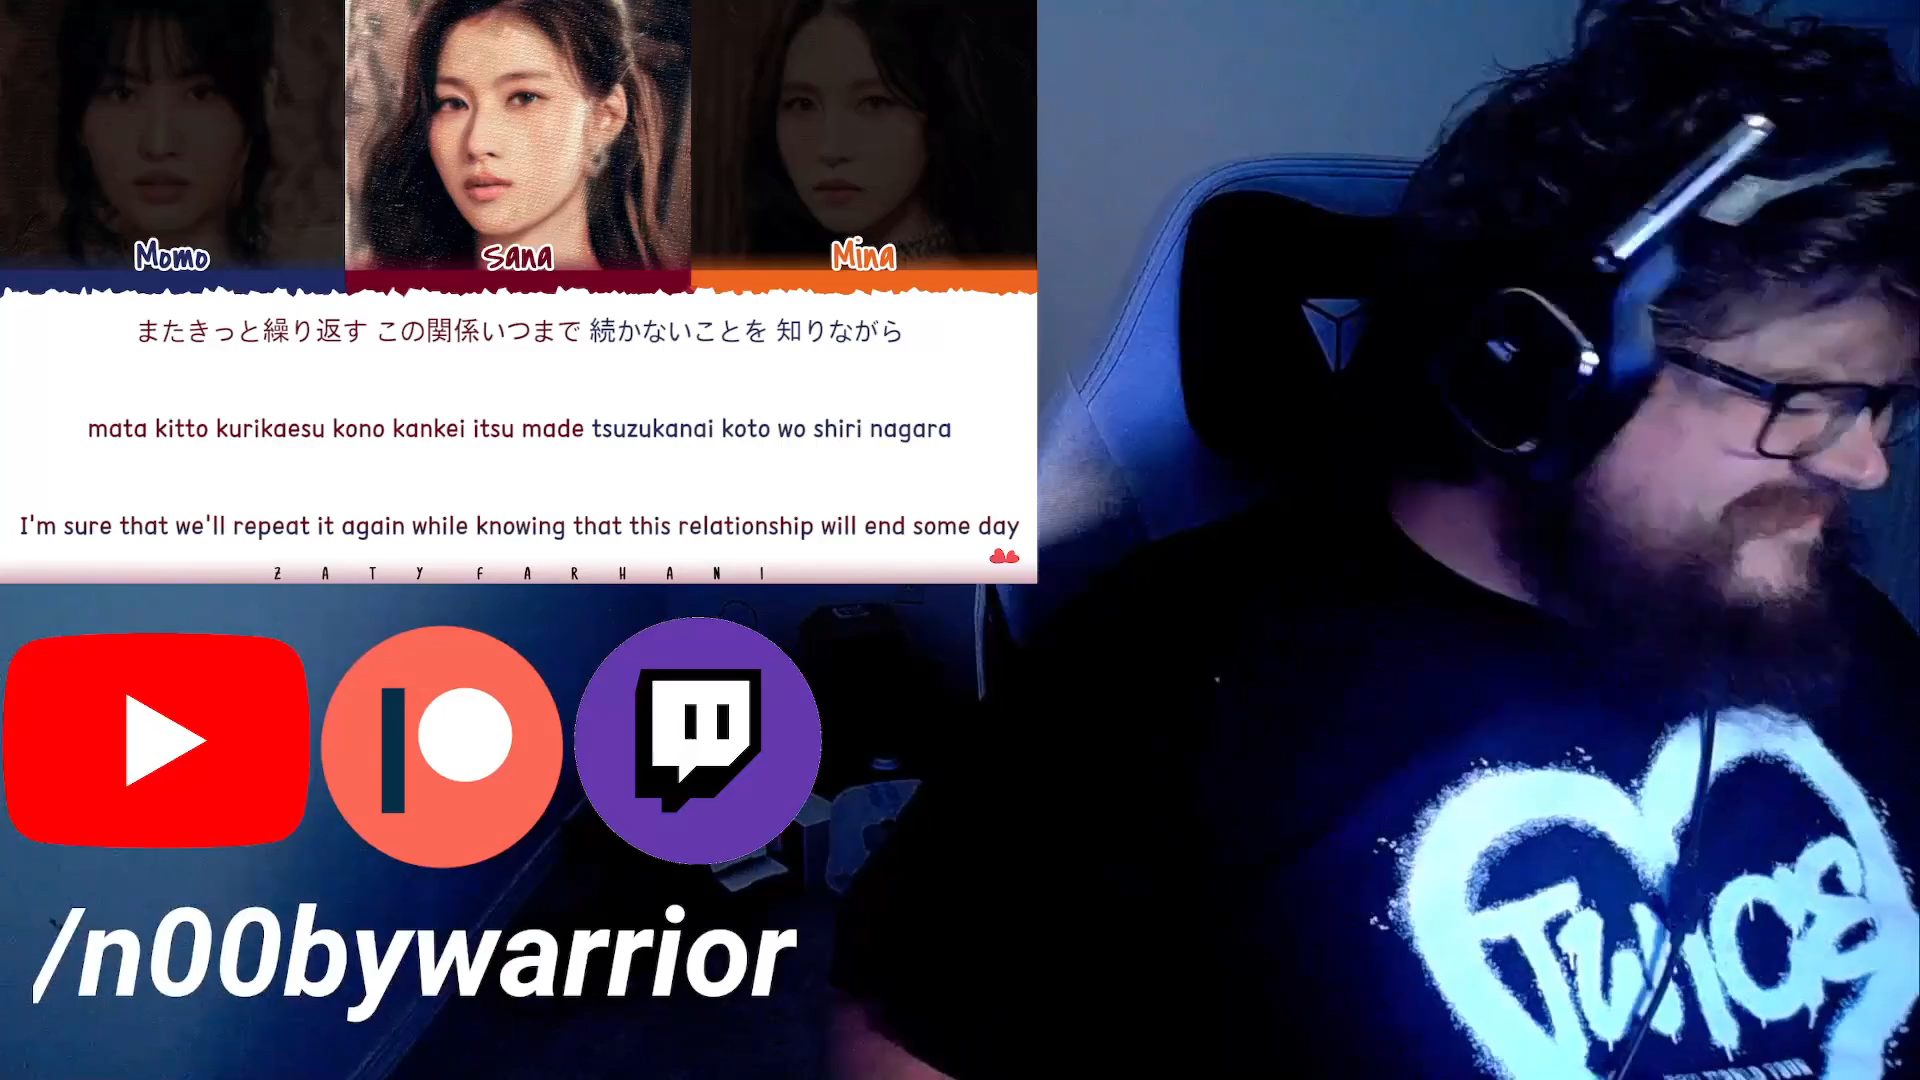 Momo
Sana
Mina
またきっと繰り返す この関係いつまで 続かないことを 知りながら
mata kitto kurikaesu kono kankei itsu made tsuzukanai koto wo shiri nagara
I'm sure that we'll repeat it again while knowing that this relationship will end some day
ZATY FARHANI
/n00bywarrior
TWICE